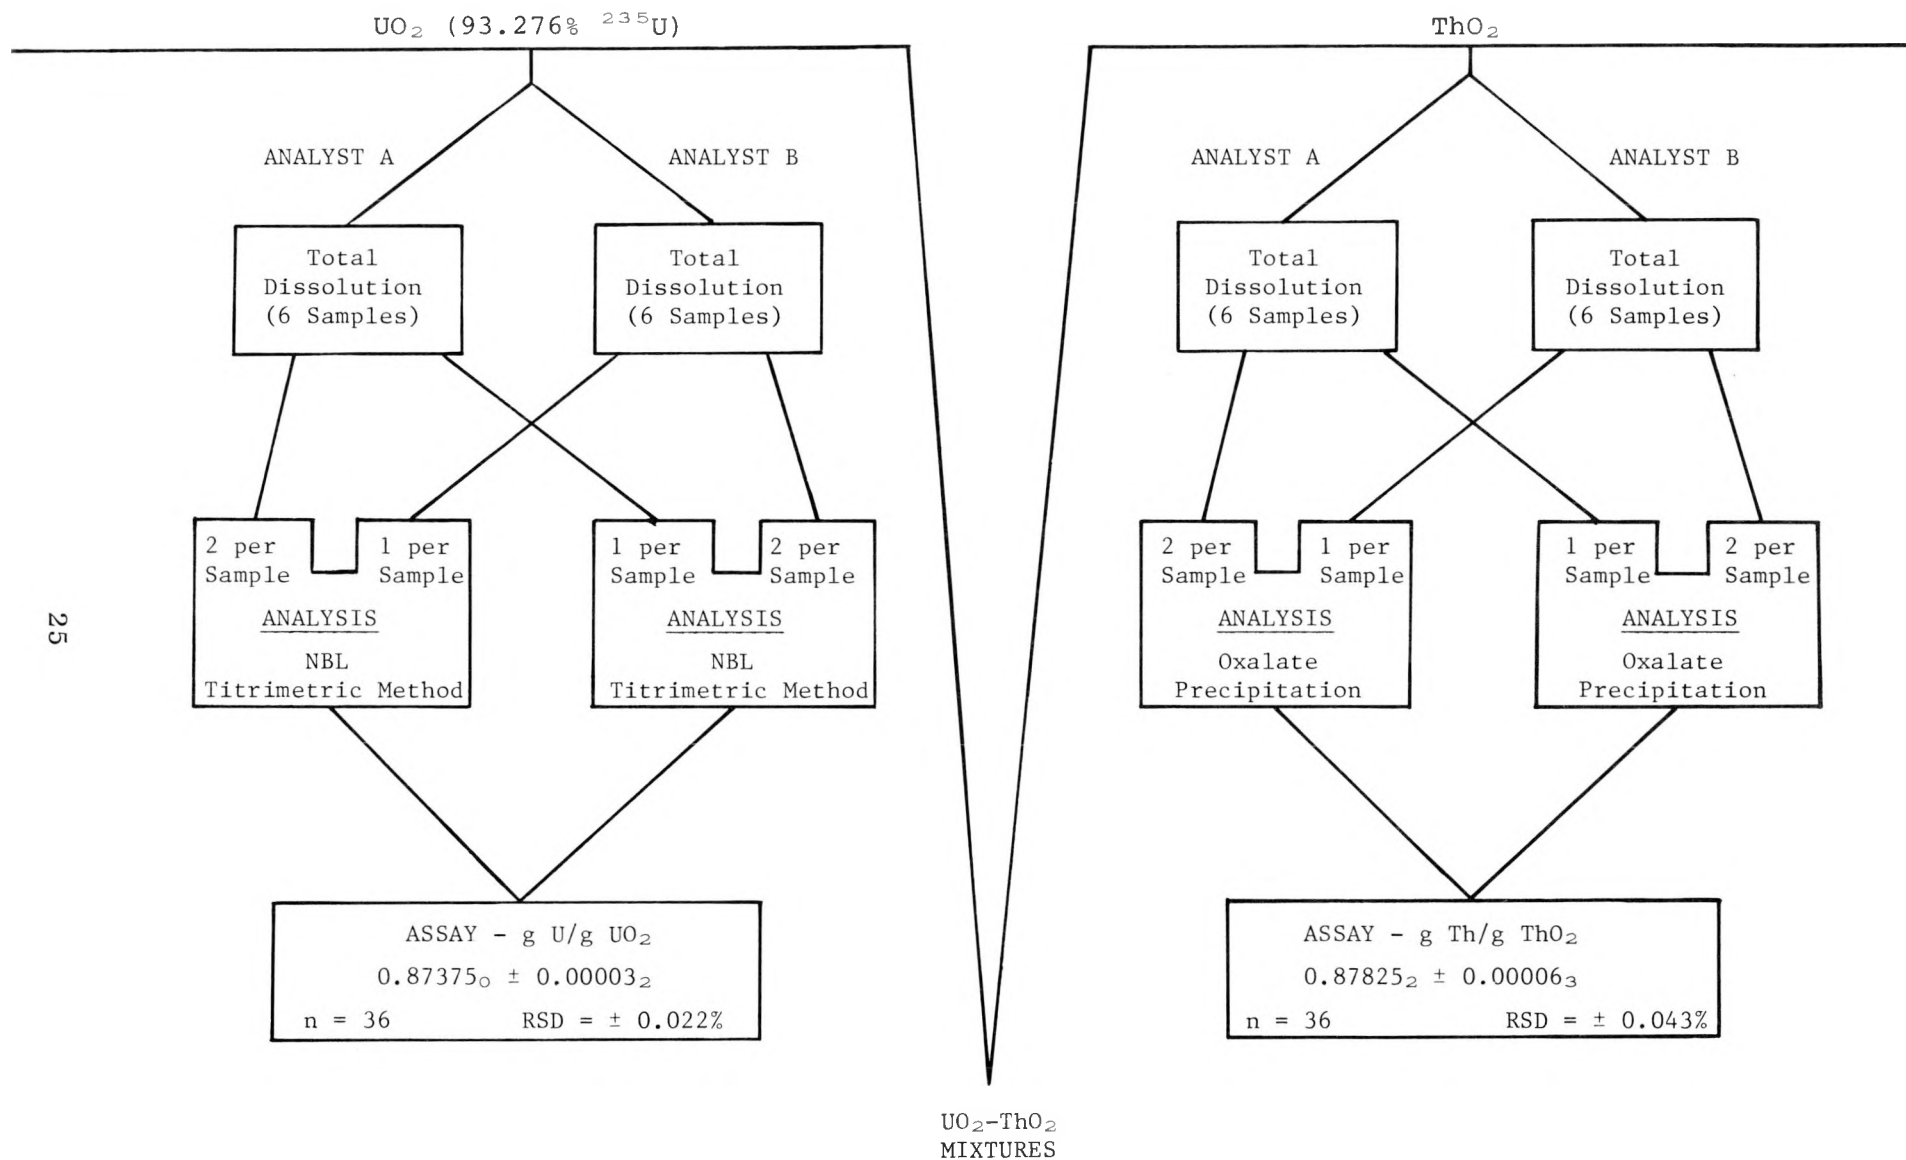 UO₂ (93.276% ²³⁵U)
ANALYST A
ANALYST B
Total
Dissolution
(6 Samples)
Total
Dissolution
(6 Samples)
2 per
Sample
1 per
Sample
ANALYSIS
NBL
Titrimetric Method
1 per
Sample
2 per
Sample
ANALYSIS
NBL
Titrimetric Method
ASSAY – g U/g UO₂
0.87375₀ ± 0.00003₂
n = 36 RSD = ± 0.022%
ThO₂
ANALYST A
ANALYST B
Total
Dissolution
(6 Samples)
Total
Dissolution
(6 Samples)
2 per
Sample
1 per
Sample
ANALYSIS
Oxalate
Precipitation
1 per
Sample
2 per
Sample
ANALYSIS
Oxalate
Precipitation
ASSAY – g Th/g ThO₂
0.87825₂ ± 0.00006₃
n = 36 RSD = ± 0.043%
UO₂-ThO₂
MIXTURES
25